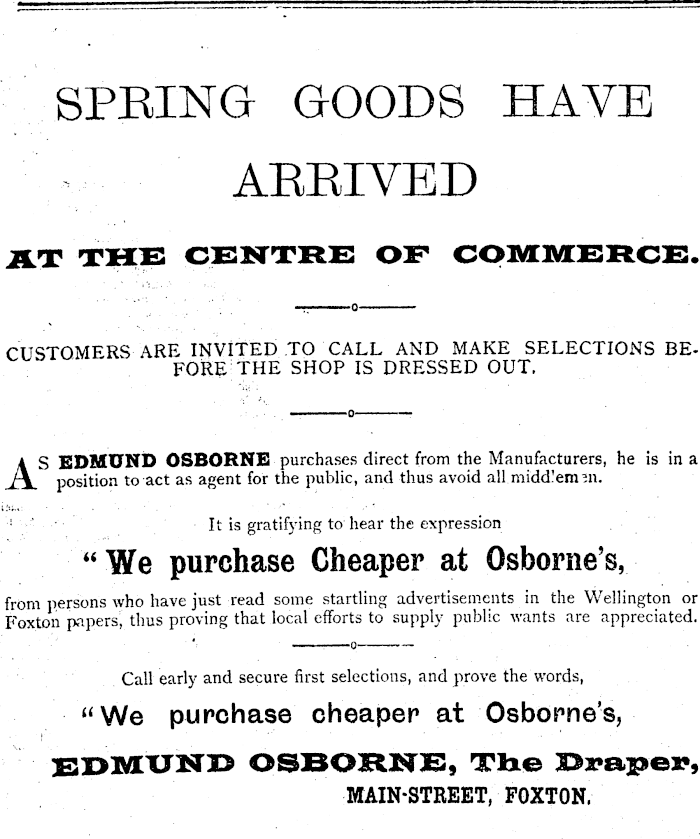 SPRING GOODS HAVE
ARRIVED
AT THE CENTRE OF COMMERCE.
CUSTOMERS ARE INVITED TO CALL AND MAKE SELECTIONS BE-
FORE THE SHOP IS DRESSED OUT.
AS EDMUND OSBORNE purchases direct from the Manufacturers, he is in a
position to act as agent for the public, and thus avoid all midd'emen.
It is gratifying to hear the expression
"We purchase Cheaper at Osborne's,
from persons who have just read some startling advertisements in the Wellington or
Foxton papers, thus proving that local efforts to supply public wants are appreciated.
Call early and secure first selections, and prove the words,
"We purchase cheaper at Osborne's,
EDMUND OSBORNE, The Draper,
MAIN-STREET, FOXTON.